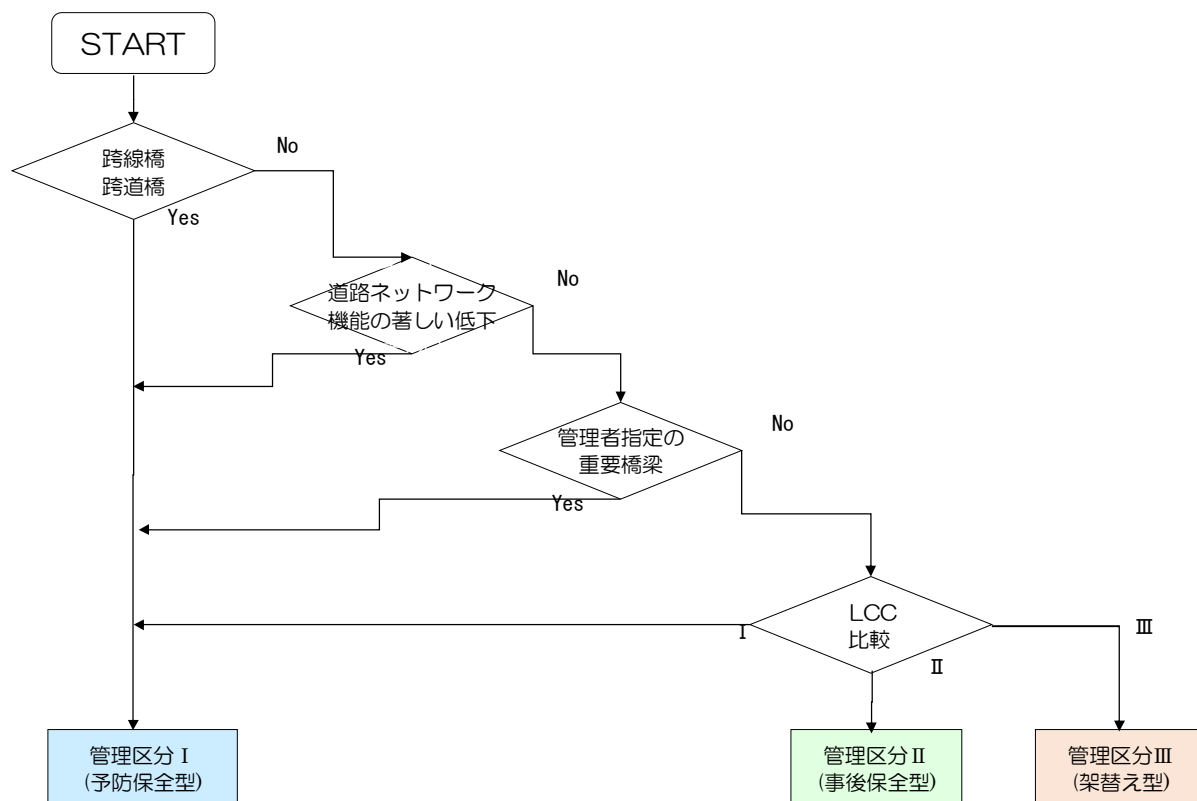 START
跨線橋
跨道橋
No
Yes
道路ネットワーク
機能の著しい低下
No
Yes
管理者指定の
重要橋梁
No
Yes
LCC
比較
Ⅰ
Ⅱ
Ⅲ
管理区分Ⅰ
(予防保全型)
管理区分Ⅱ
(事後保全型)
管理区分Ⅲ
(架替え型)